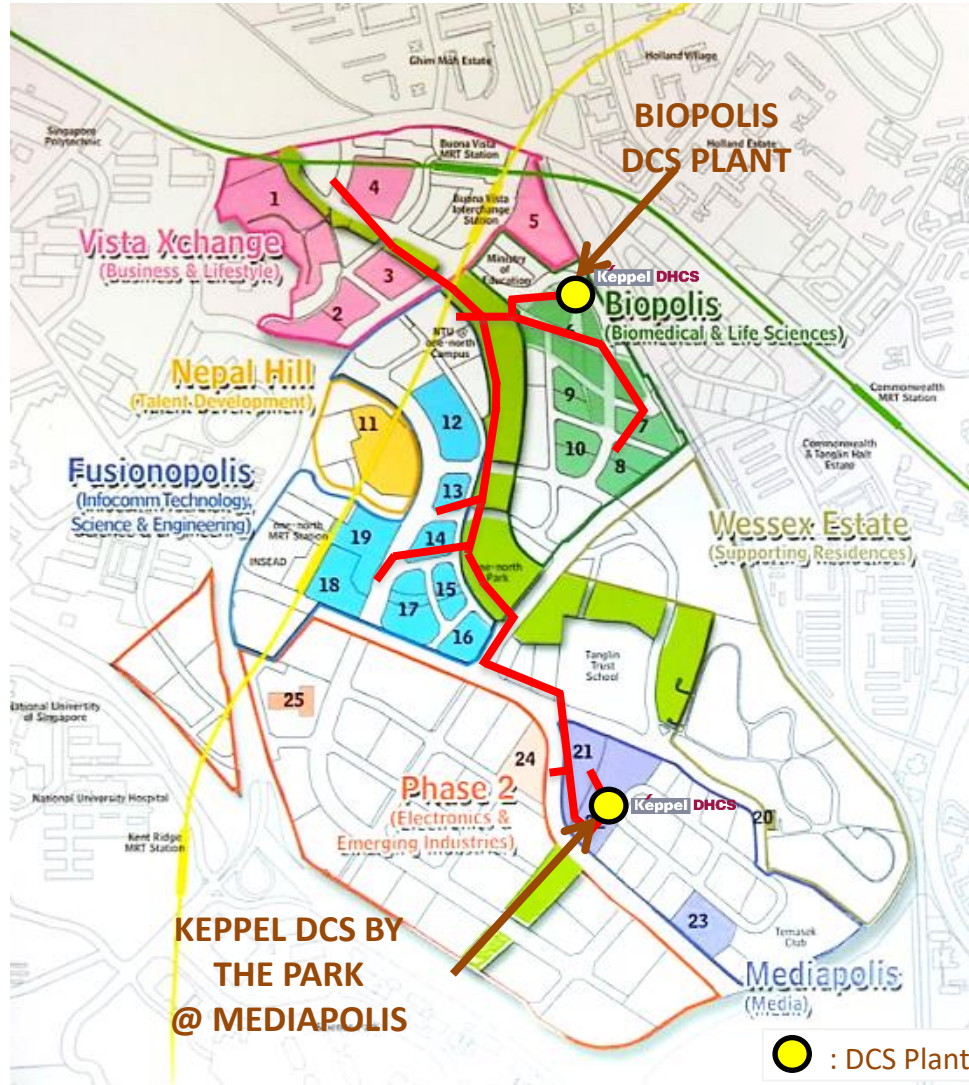 Ghim Moh Estate
Holland Village
BIOPOLIS
DCS PLANT
Singapore
Polytechnic
Buona Vista
MRT Station
Holland Estate
1
4
Buona Vista
Interchange
Station
5
Vista Xchange
(Business & Lifestyle)
3
2
Ministry
of
Education
Keppel DHCS
Biopolis
(Biomedical & Life Sciences)
6
NTU @
one-north
Campus
Nepal Hill
(Talent Development)
11
12
9
7
10
8
Commonwealth
MRT Station
Commonwealth
& Tanglin Halt
Estate
Fusionopolis
(Infocomm Technology,
Science & Engineering)
13
one-north
MRT Station
19
14
INSEAD
18
one-north
Park
15
17
16
Wessex Estate
(Supporting Residences)
Tanglin
Trust
School
25
National University
of Singapore
24
21
Phase 2
(Electronics &
Emerging Industries)
National University Hospital
Kent Ridge
MRT Station
Keppel DHCS
22
20
23
Temasek
Club
KEPPEL DCS BY
THE PARK
@ MEDIAPOLIS
Mediapolis
(Media)
: DCS Plant